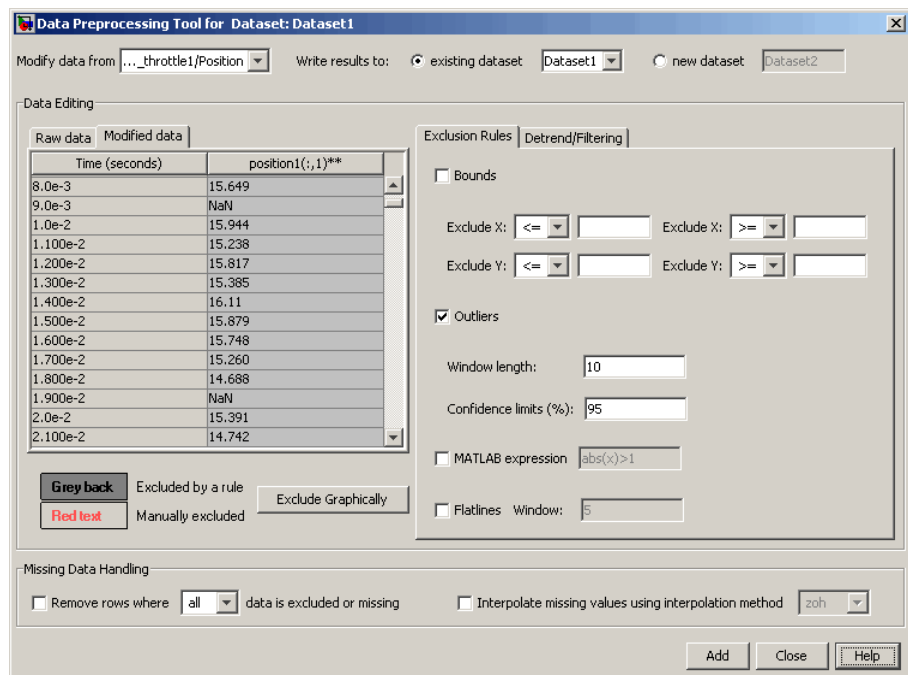 Data Preprocessing Tool for Dataset: Dataset1
Modify data from ..._throttle1/Position Write results to: existing dataset Dataset1 new dataset Dataset2
Data Editing
Raw data Modified data
Time (seconds) position1(:,1)**
8.0e-3 15.649
9.0e-3 NaN
1.0e-2 15.944
1.100e-2 15.238
1.200e-2 15.817
1.300e-2 15.385
1.400e-2 16.11
1.500e-2 15.879
1.600e-2 15.748
1.700e-2 15.260
1.800e-2 14.688
1.900e-2 NaN
2.0e-2 15.391
2.100e-2 14.742
Grey back Excluded by a rule
Red text Manually excluded
Exclude Graphically
Exclusion Rules Detrend/Filtering
Bounds
Exclude X: <= Exclude X: >=
Exclude Y: <= Exclude Y: >=
Outliers
Window length: 10
Confidence limits (%): 95
MATLAB expression abs(x)>1
Flatlines Window: 5
Missing Data Handling
Remove rows where all data is excluded or missing Interpolate missing values using interpolation method zoh
Add Close Help